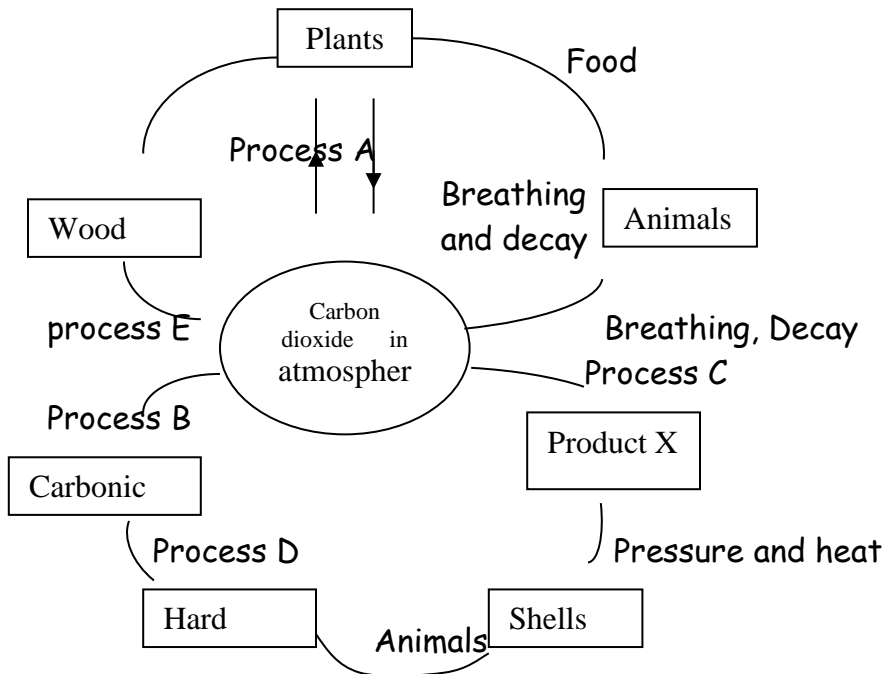 Plants
Food
Process A
Breathing
and decay
Animals
Wood
Carbon
dioxide in
atmospher
process E
Breathing, Decay
Process C
Process B
Product X
Carbonic
Process D
Pressure and heat
Hard
Animals
Shells